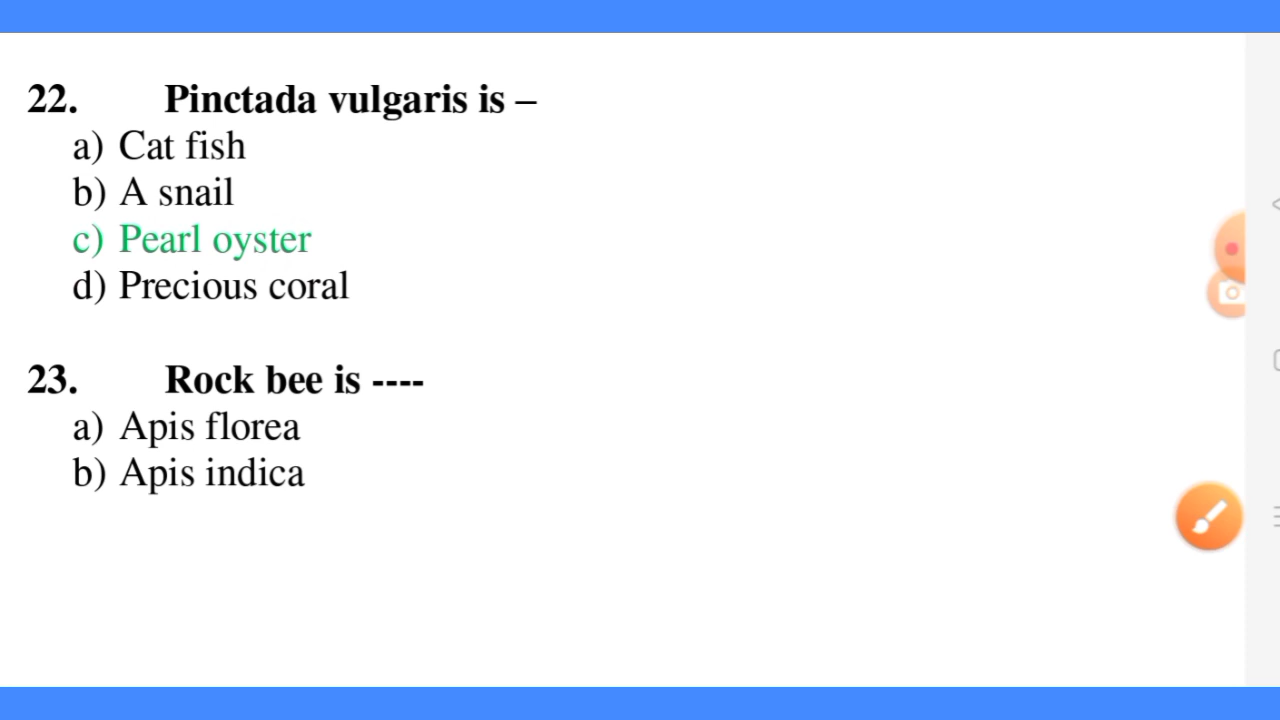 22. Pinctada vulgaris is –
a) Cat fish
b) A snail
c) Pearl oyster
d) Precious coral
23. Rock bee is ----
a) Apis florea
b) Apis indica